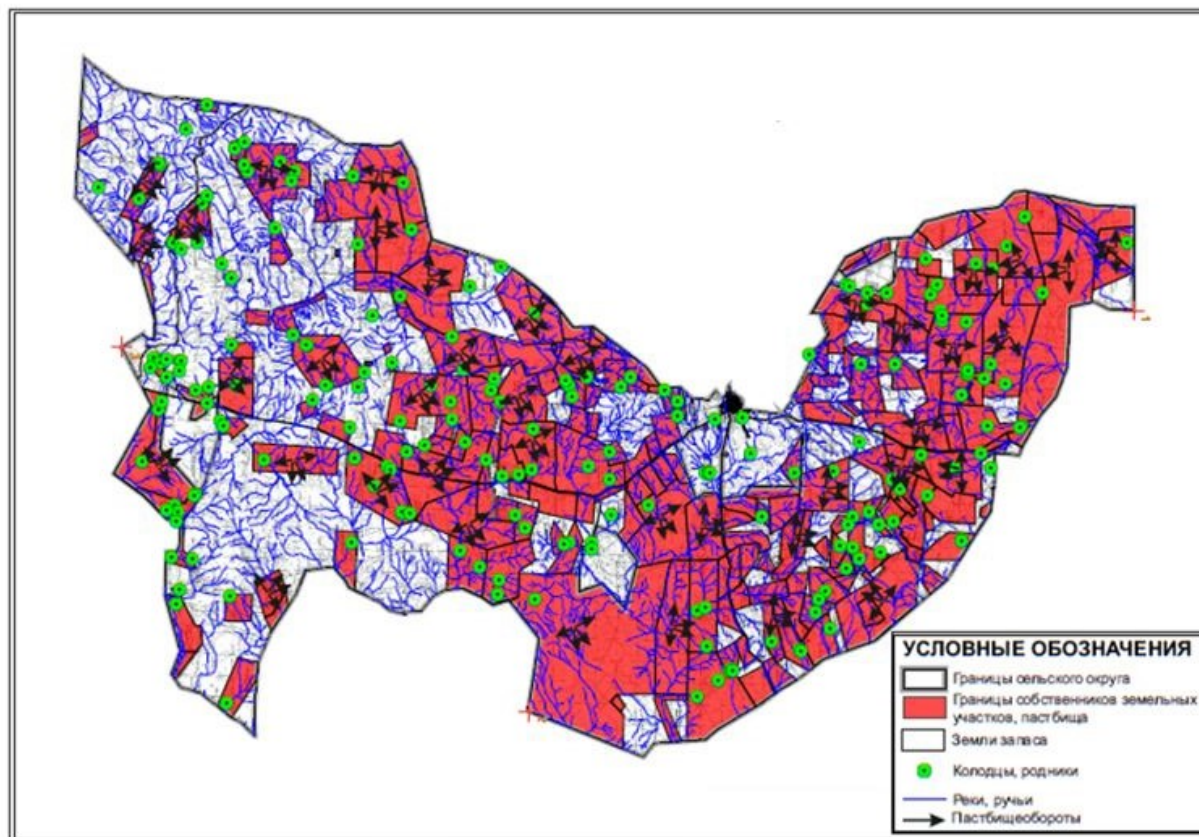 УСЛОВНЫЕ ОБОЗНАЧЕНИЯ
Границы сельского округа
Границы собственников земельных
участков, пастбища
Земли запаса
Колодцы, родники
Реки, ручьи
Пастбищеобороты